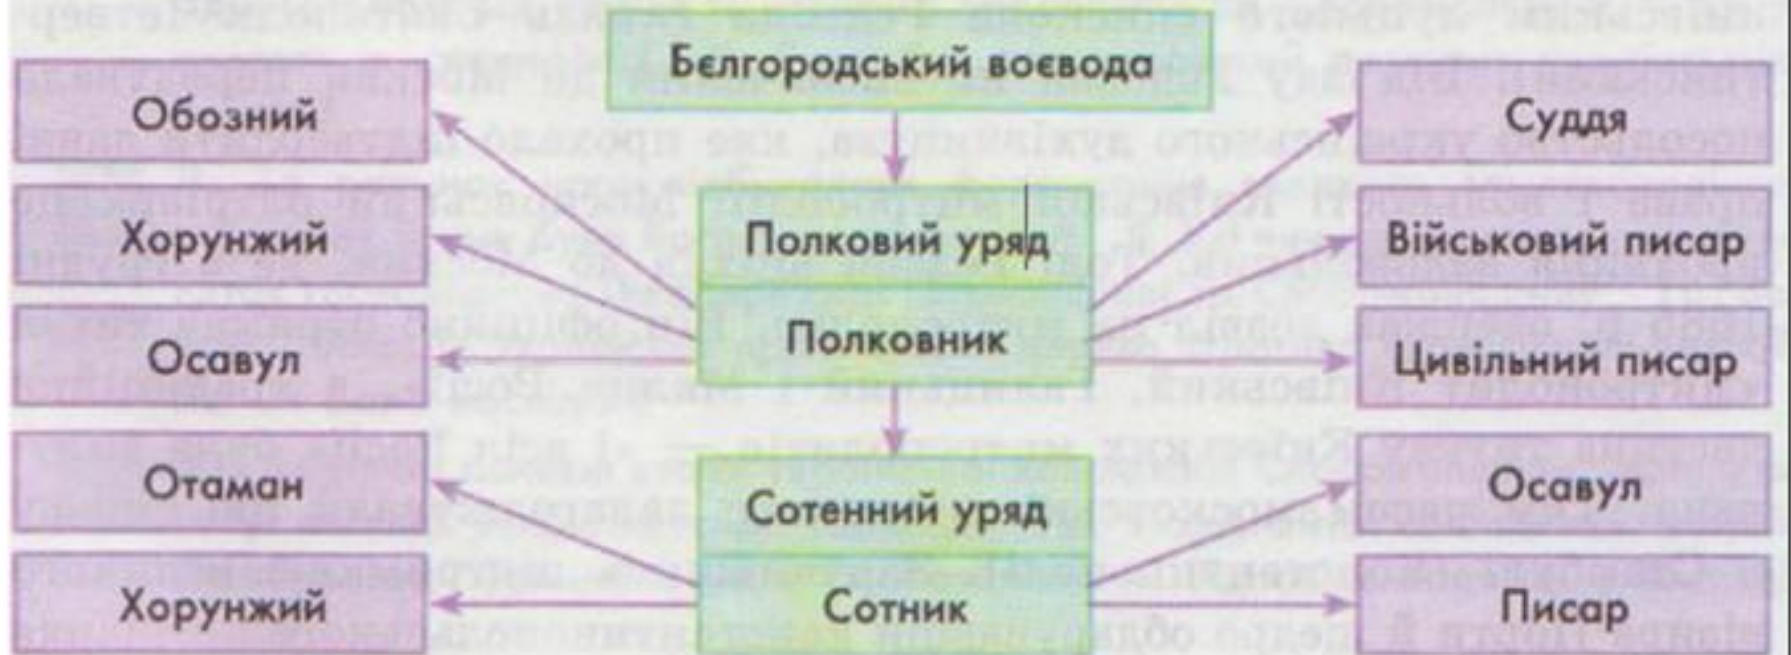 Бєлгородський воєвода
Обозний
Суддя
Хорунжий
Полковий уряд
Військовий писар
Осавул
Полковник
Цивільний писар
Отаман
Сотенний уряд
Осавул
Хорунжий
Сотник
Писар